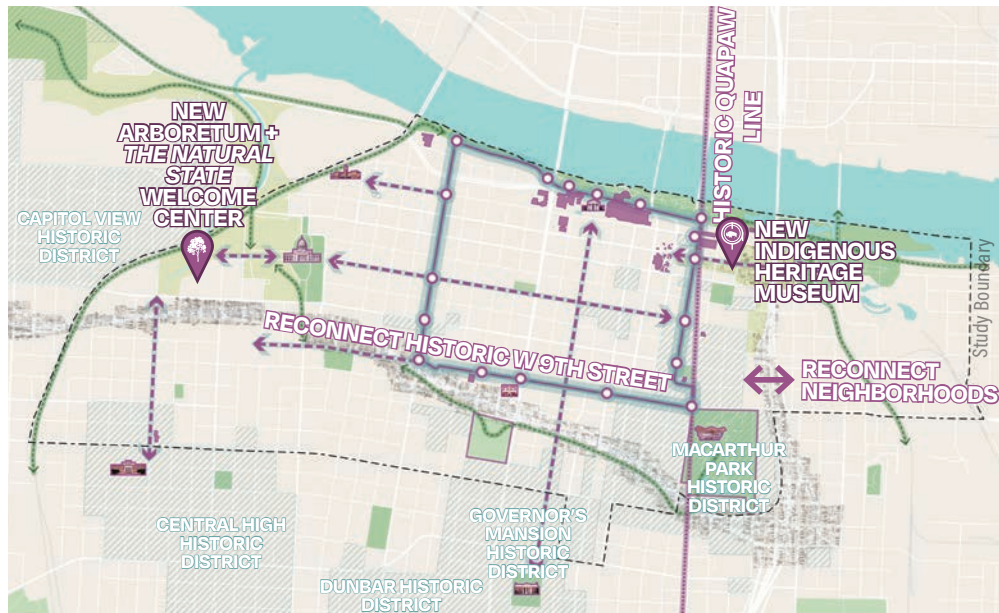 HISTORIC QUAPAW
LINE
NEW
ARBORETUM +
THE NATURAL
STATE
WELCOME
CENTER
CAPITOL VIEW
HISTORIC
DISTRICT
NEW
INDIGENOUS
HERITAGE
MUSEUM
Study Boundary
RECONNECT HISTORIC W 9TH STREET
RECONNECT
NEIGHBORHOODS
MACARTHUR
PARK
HISTORIC
DISTRICT
CENTRAL HIGH
HISTORIC
DISTRICT
GOVERNOR'S
MANSION
HISTORIC
DISTRICT
DUNBAR HISTORIC
DISTRICT